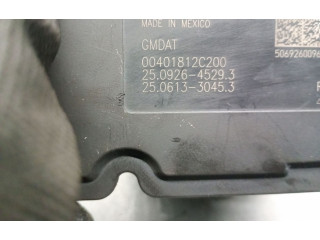 MADE IN MEXICO
GMDAT
00401812C200
25.0926-4529.3
25.0613-3045.3